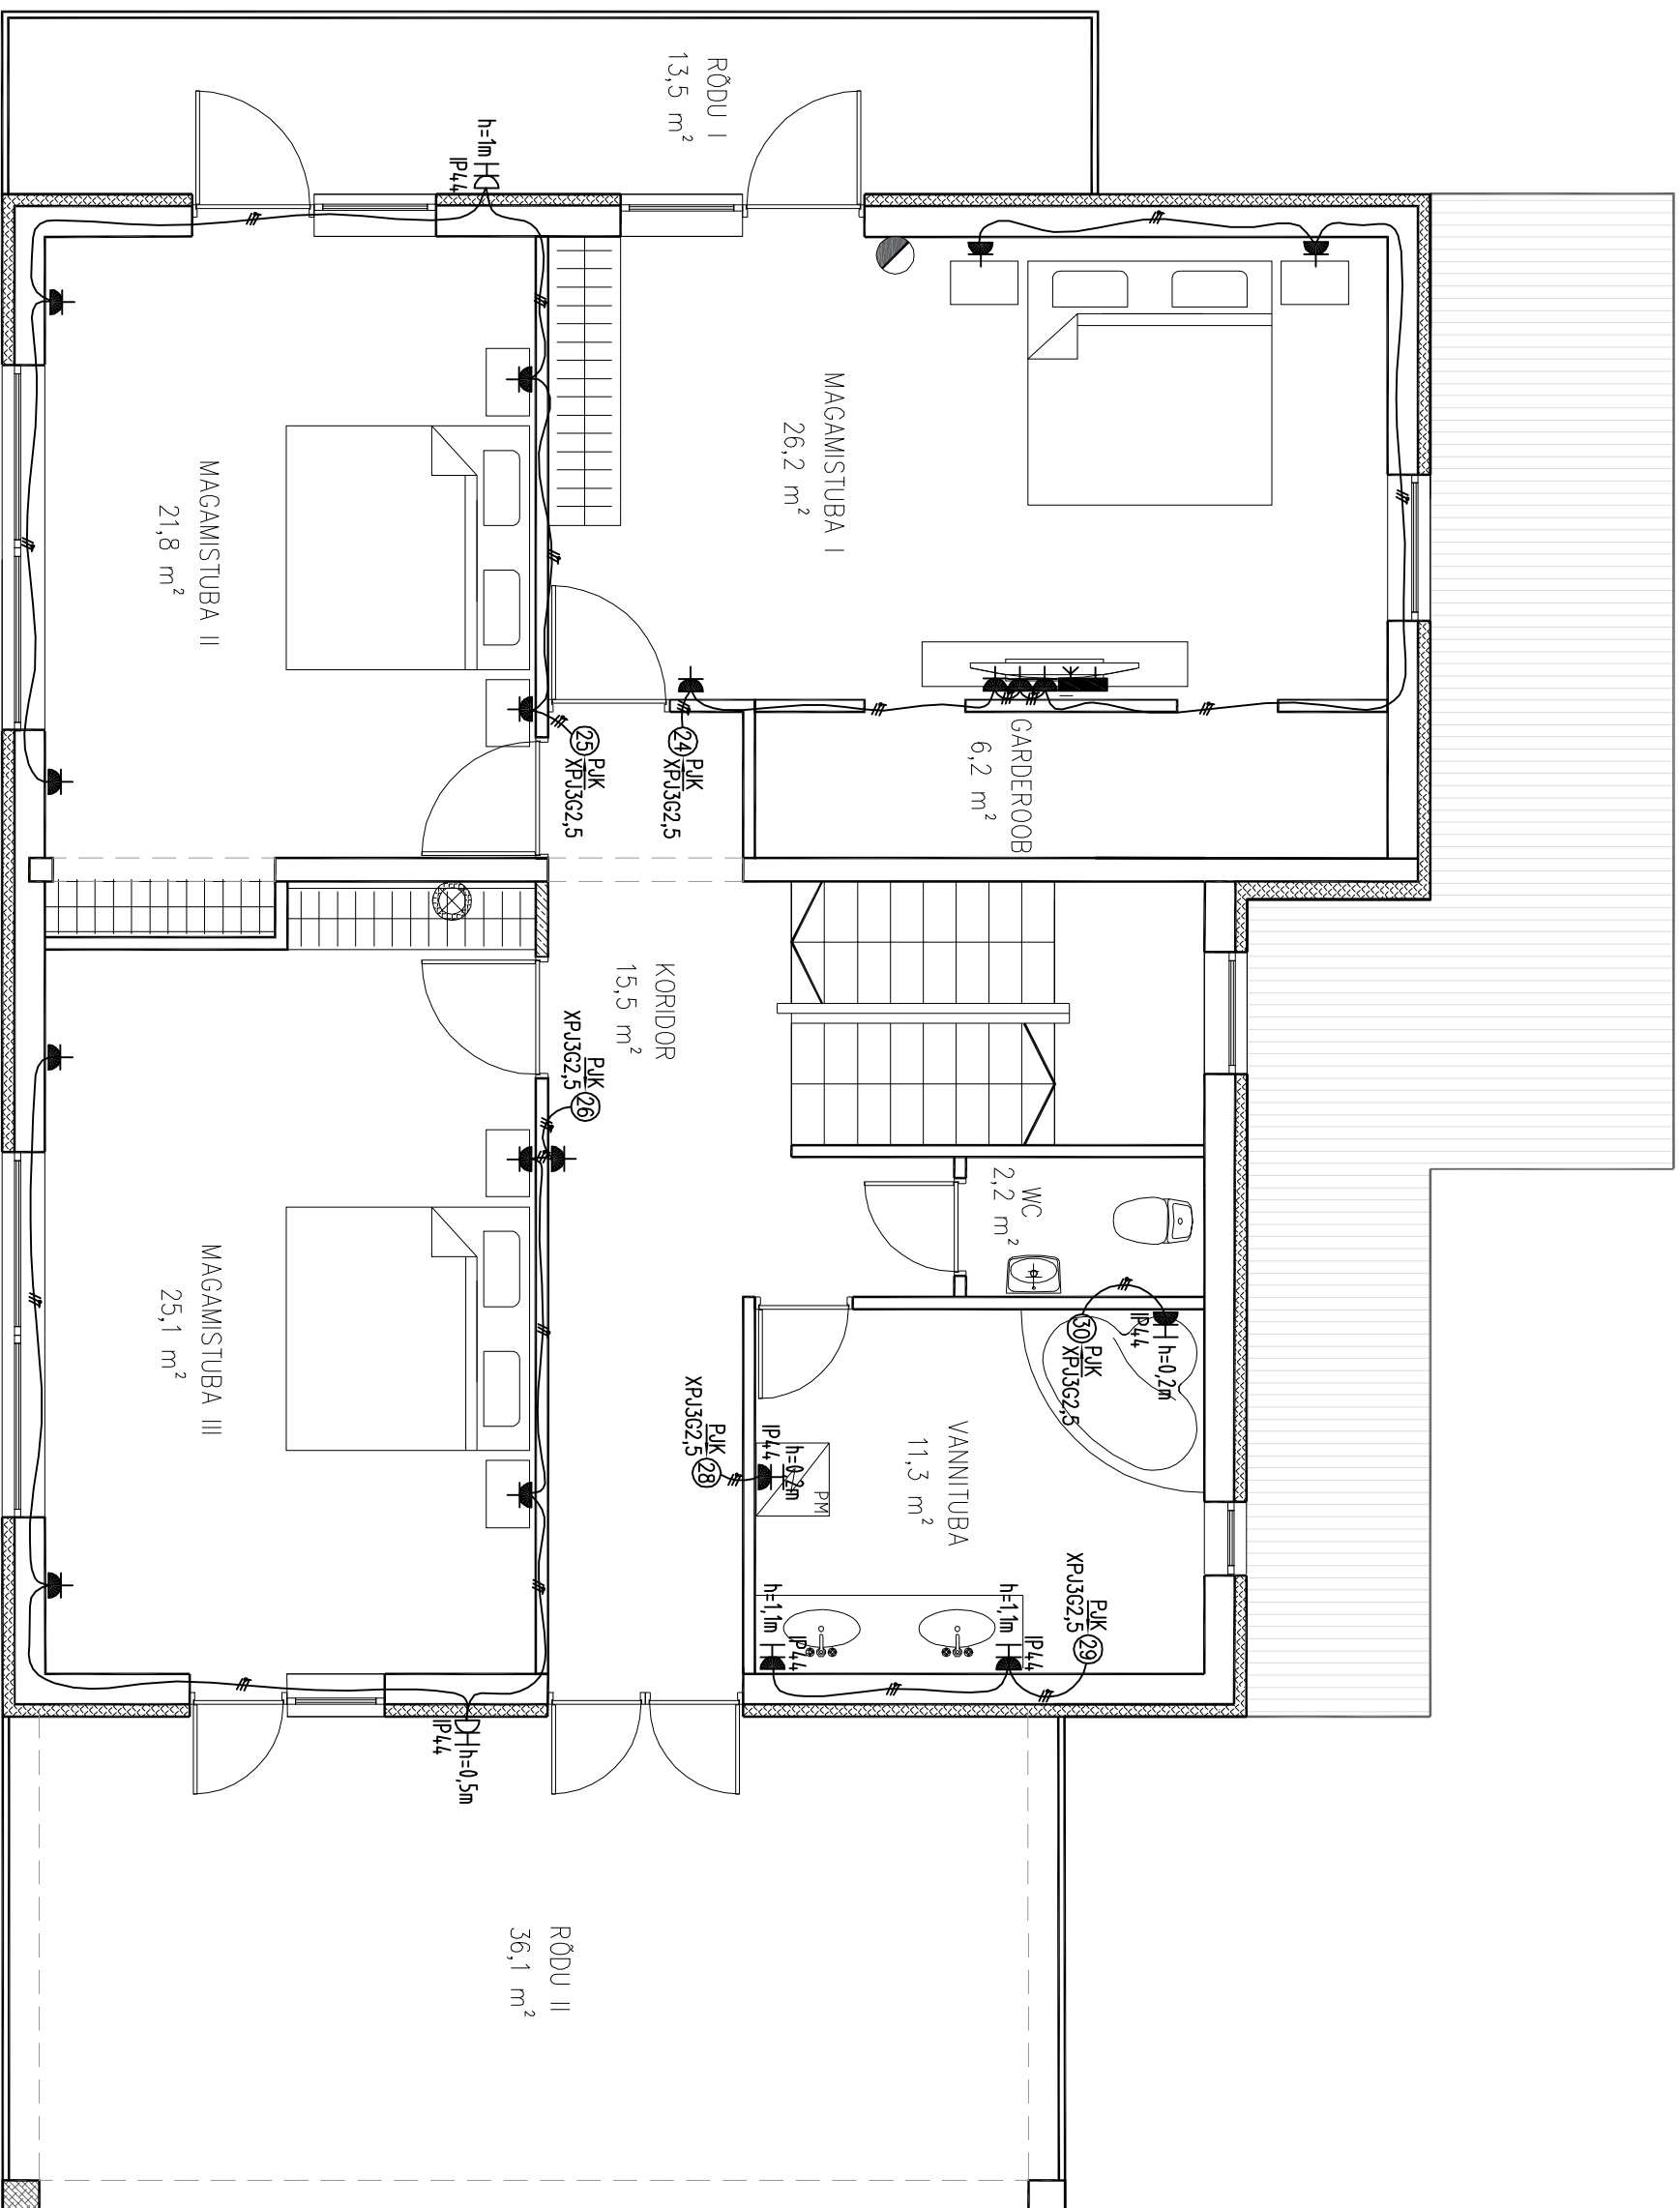 RÕDU I
13,5 m²
h=1m
IP44
MAGAMISTUBA I
26,2 m²
MAGAMISTUBA II
21,8 m²
GARDEROOB
6,2 m²
24
PJK
XPJ3G2,5
25
PJK
XPJ3G2,5
KORIDOR
15,5 m²
PJK
XPJ3G2,5
26
WC
2,2 m²
MAGAMISTUBA III
25,1 m²
IP44
h=0,2m
30
PJK
XPJ3G2,5
VANNITUBA
11,3 m²
PJK
XPJ3G2,5
28
IP44
h=0,2m
PM
PJK
XPJ3G2,5
29
h=1,1m
IP44
h=1,1m
IP44
IP44
h=0,5m
RÕDU II
36,1 m²